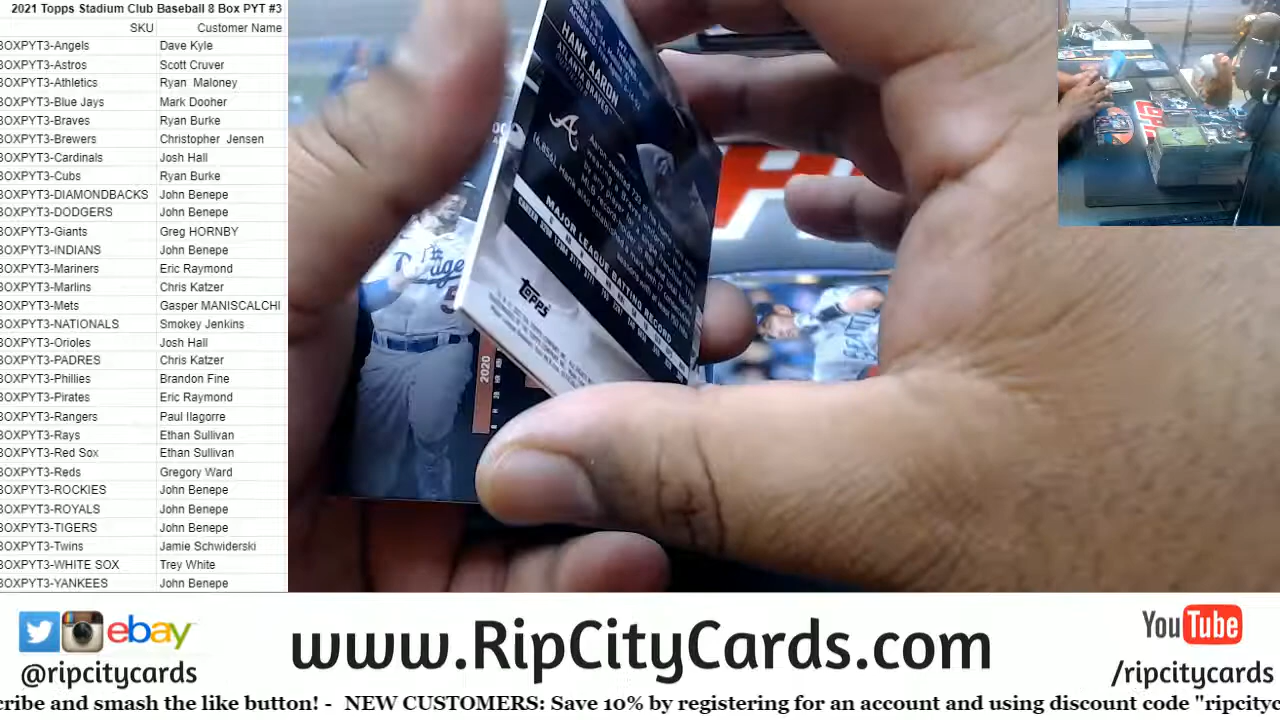 2021 Topps Stadium Club Baseball 8 Box PYT #3
SKU Customer Name
BOXPYT3-Angels Dave Kyle
BOXPYT3-Astros Scott Cruver
BOXPYT3-Athletics Ryan Maloney
BOXPYT3-Blue Jays Mark Dooher
BOXPYT3-Braves Ryan Burke
BOXPYT3-Brewers Christopher Jensen
BOXPYT3-Cardinals Josh Hall
BOXPYT3-Cubs Ryan Burke
BOXPYT3-DIAMONDBACKS John Benepe
BOXPYT3-DODGERS John Benepe
BOXPYT3-Giants Greg HORNBY
BOXPYT3-INDIANS John Benepe
BOXPYT3-Mariners Eric Raymond
BOXPYT3-Marlins Chris Katzer
BOXPYT3-Mets Gasper MANISCALCHI
BOXPYT3-NATIONALS Smokey Jenkins
BOXPYT3-Orioles Josh Hall
BOXPYT3-PADRES Chris Katzer
BOXPYT3-Phillies Brandon Fine
BOXPYT3-Pirates Eric Raymond
BOXPYT3-Rangers Paul Ilagorre
BOXPYT3-Rays Ethan Sullivan
BOXPYT3-Red Sox Ethan Sullivan
BOXPYT3-Reds Gregory Ward
BOXPYT3-ROCKIES John Benepe
BOXPYT3-ROYALS John Benepe
BOXPYT3-TIGERS John Benepe
BOXPYT3-Twins Jamie Schwiderski
BOXPYT3-WHITE SOX Trey White
BOXPYT3-YANKEES John Benepe
HANK AARON
ATLANTA BRAVES
MAJOR LEAGUE BATTING RECORD
TOPPS
2020
ebay
@ripcitycards
www.RipCityCards.com
YouTube
/ripcitycards
cribe and smash the like button! - NEW CUSTOMERS: Save 10% by registering for an account and using discount code "ripcityc